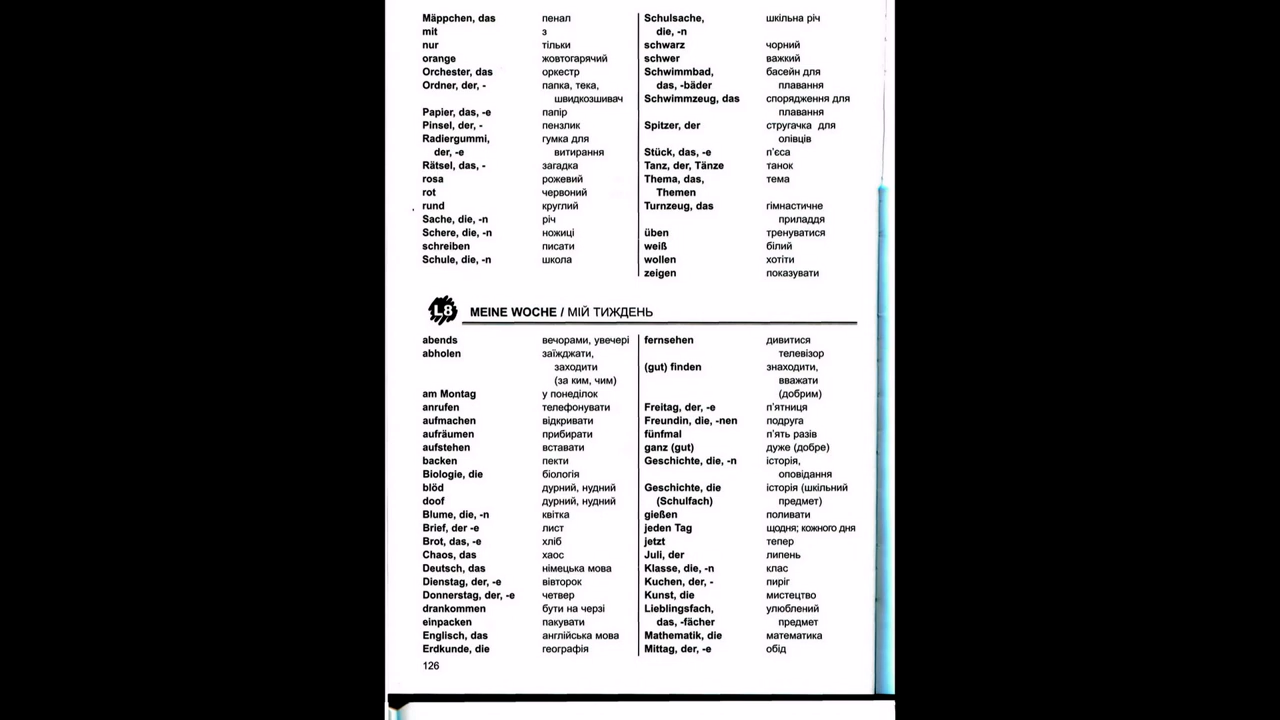 Mäppchen, das пенал
mit з
nur тільки
orange жовтогарячий
Orchester, das оркестр
Ordner, der, - папка, тека,
швидкозшивач
Papier, das, -e папір
Pinsel, der, - пензлик
Radiergummi, гумка для
der, -e витирання
Rätsel, das, - загадка
rosa рожевий
rot червоний
rund круглий
Sache, die, -n річ
Schere, die, -n ножиці
schreiben писати
Schule, die, -n школа
Schulsache, шкільна річ
die, -n
schwarz чорний
schwer важкий
Schwimmbad, басейн для
das, -bäder плавання
Schwimmzeug, das спорядження для
плавання
Spitzer, der стругачка для
олівців
Stück, das, -e п'єса
Tanz, der, Tänze танок
Thema, das, тема
Themen
Turnzeug, das гімнастичне
приладдя
üben тренуватися
weiß білий
wollen хотіти
zeigen показувати
L8 MEINE WOCHE / МІЙ ТИЖДЕНЬ
abends вечорами, увечері
abholen заїжджати,
заходити
(за ким, чим)
am Montag у понеділок
anrufen телефонувати
aufmachen відкривати
aufräumen прибирати
aufstehen вставати
backen пекти
Biologie, die біологія
blöd дурний, нудний
doof дурний, нудний
Blume, die, -n квітка
Brief, der -e лист
Brot, das, -e хліб
Chaos, das хаос
Deutsch, das німецька мова
Dienstag, der, -e вівторок
Donnerstag, der, -e четвер
drankommen бути на черзі
einpacken пакувати
Englisch, das англійська мова
Erdkunde, die географія
fernsehen дивитися
телевізор
(gut) finden знаходити,
вважати
(добрим)
Freitag, der, -e п'ятниця
Freundin, die, -nen подруга
fünfmal п'ять разів
ganz (gut) дуже (добре)
Geschichte, die, -n історія,
оповідання
Geschichte, die історія (шкільний
(Schulfach) предмет)
gießen поливати
jeden Tag щодня; кожного дня
jetzt тепер
Juli, der липень
Klasse, die, -n клас
Kuchen, der, - пиріг
Kunst, die мистецтво
Lieblingsfach, улюблений
das, -fächer предмет
Mathematik, die математика
Mittag, der, -e обід
126